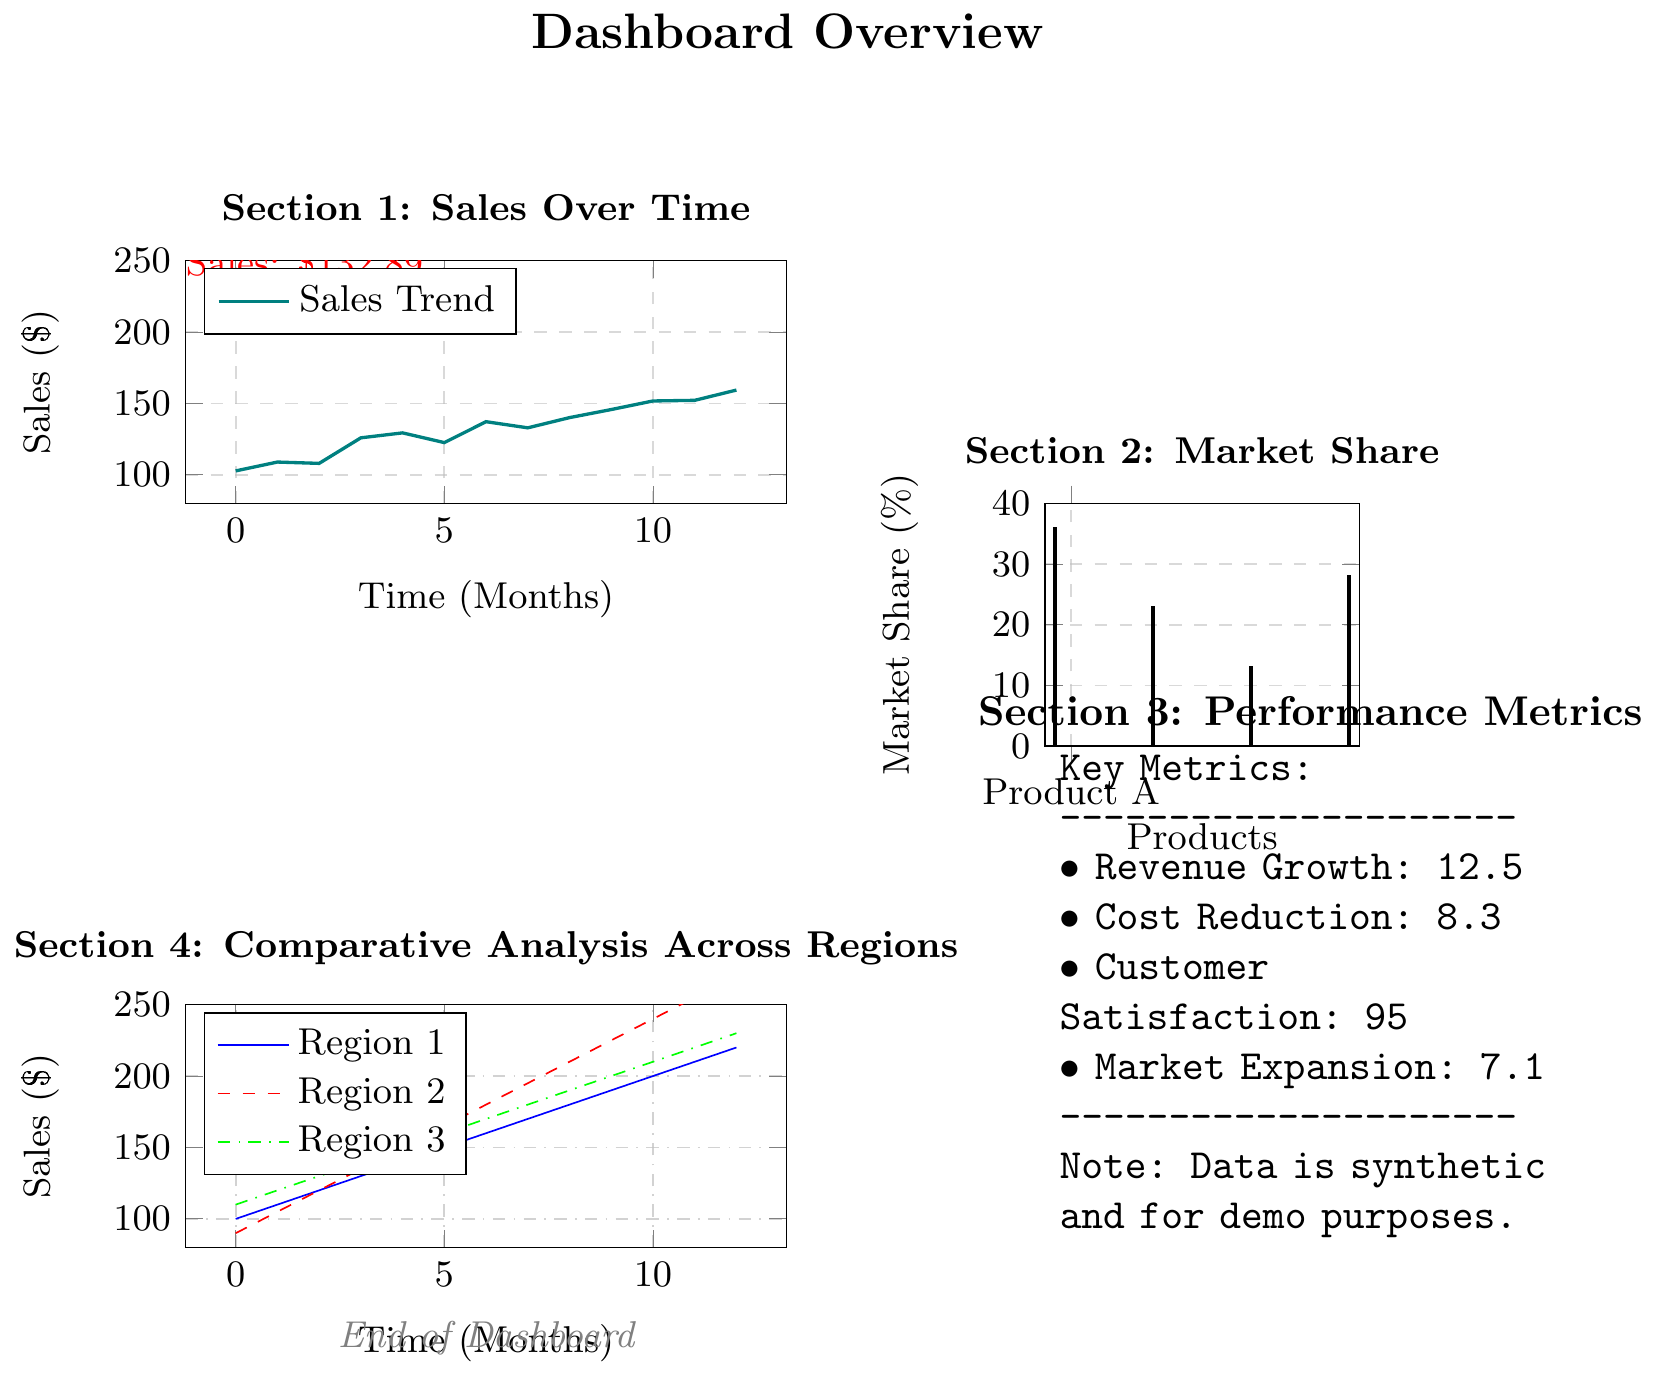 Dashboard Overview
Section 1: Sales Over Time
250
200
150
100
Sales ($)
Sales: $132.89
Sales Trend
0 5 10
Time (Months)
Section 2: Market Share
40
30
20
10
0
Market Share (%)
Product A
Products
Section 3: Performance Metrics
Key Metrics:
---------------------
• Revenue Growth: 12.5
• Cost Reduction: 8.3
• Customer
Satisfaction: 95
• Market Expansion: 7.1
---------------------
Note: Data is synthetic
and for demo purposes.
Section 4: Comparative Analysis Across Regions
250
200
150
100
Sales ($)
Region 1
Region 2
Region 3
0 5 10
Time (Months)
End of Dashboard